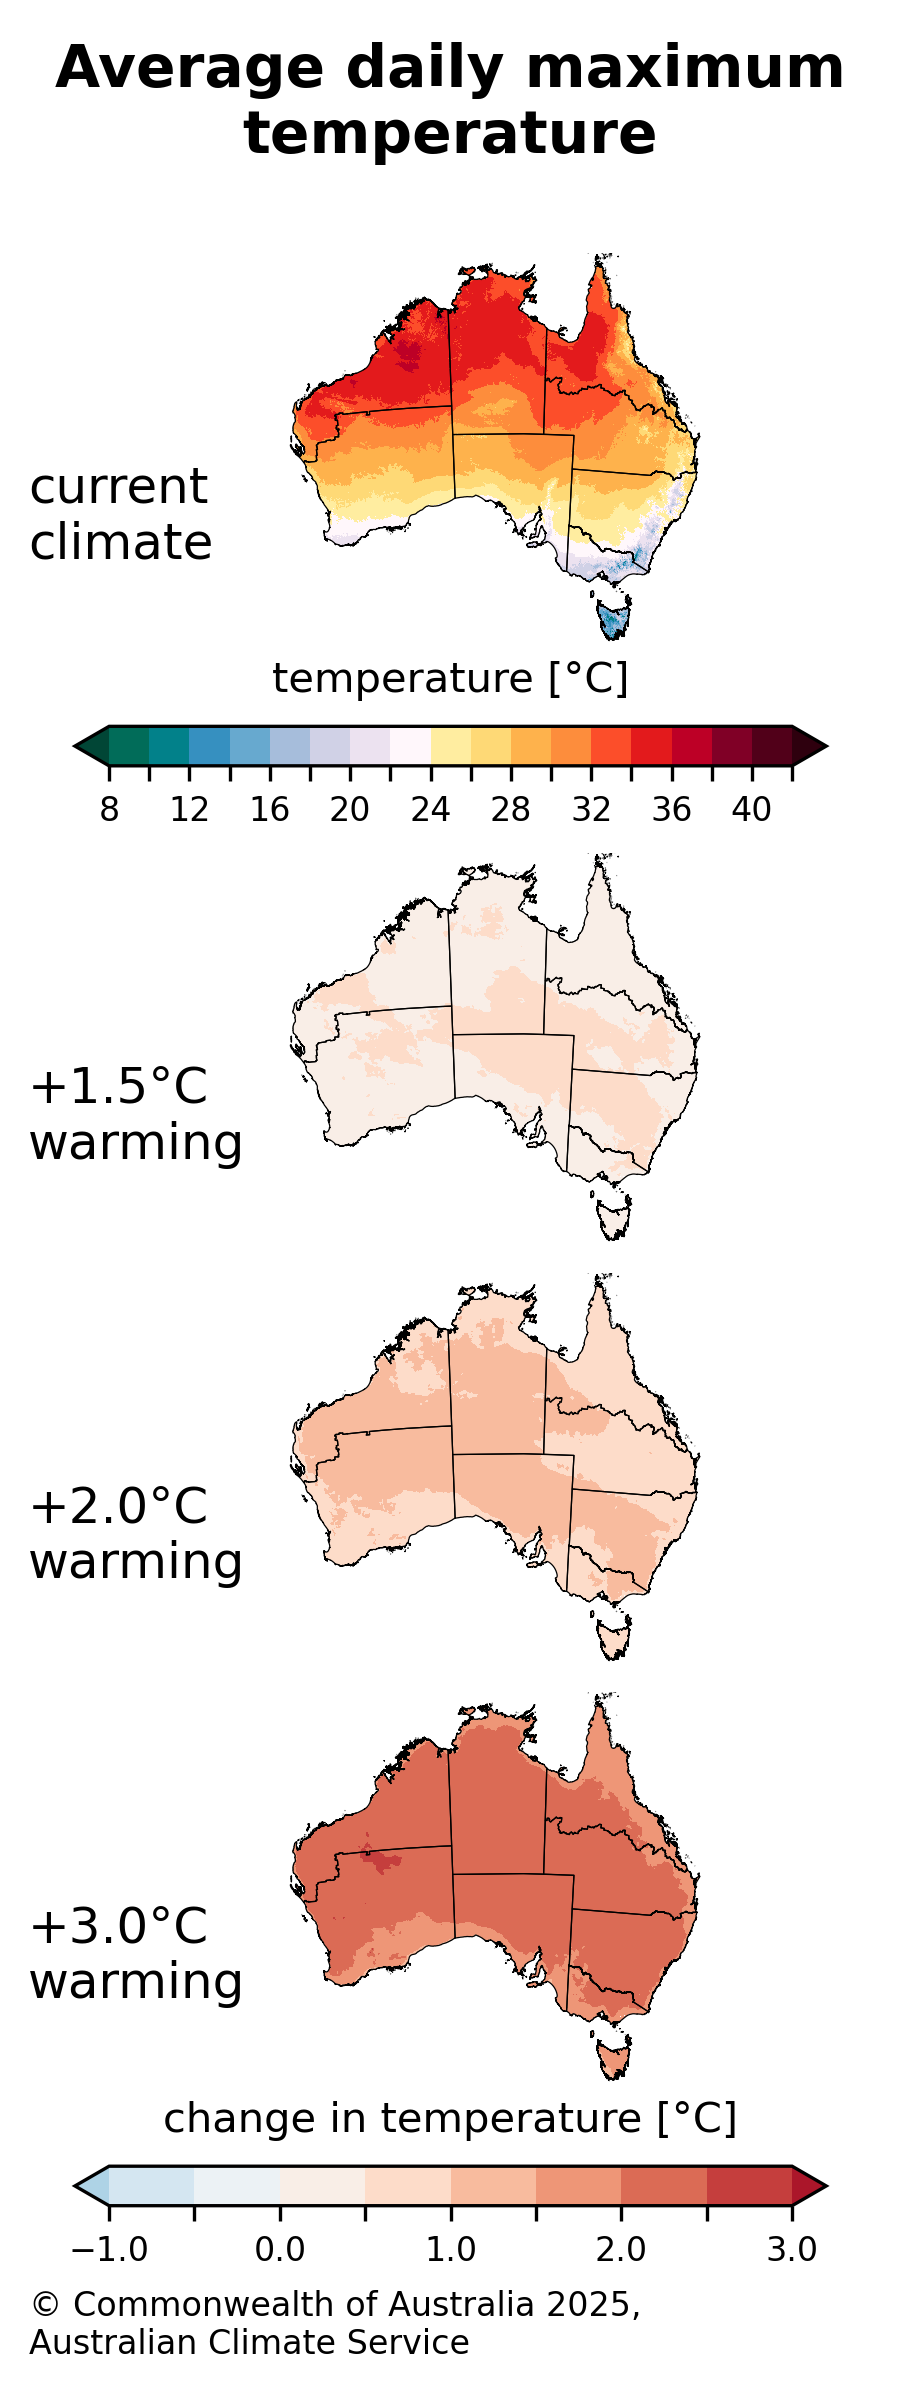 Average daily maximum
temperature
current
climate
temperature [°C]
8 12 16 20 24 28 32 36 40
+1.5°C
warming
+2.0°C
warming
+3.0°C
warming
change in temperature [°C]
−1.0 0.0 1.0 2.0 3.0
© Commonwealth of Australia 2025,
Australian Climate Service